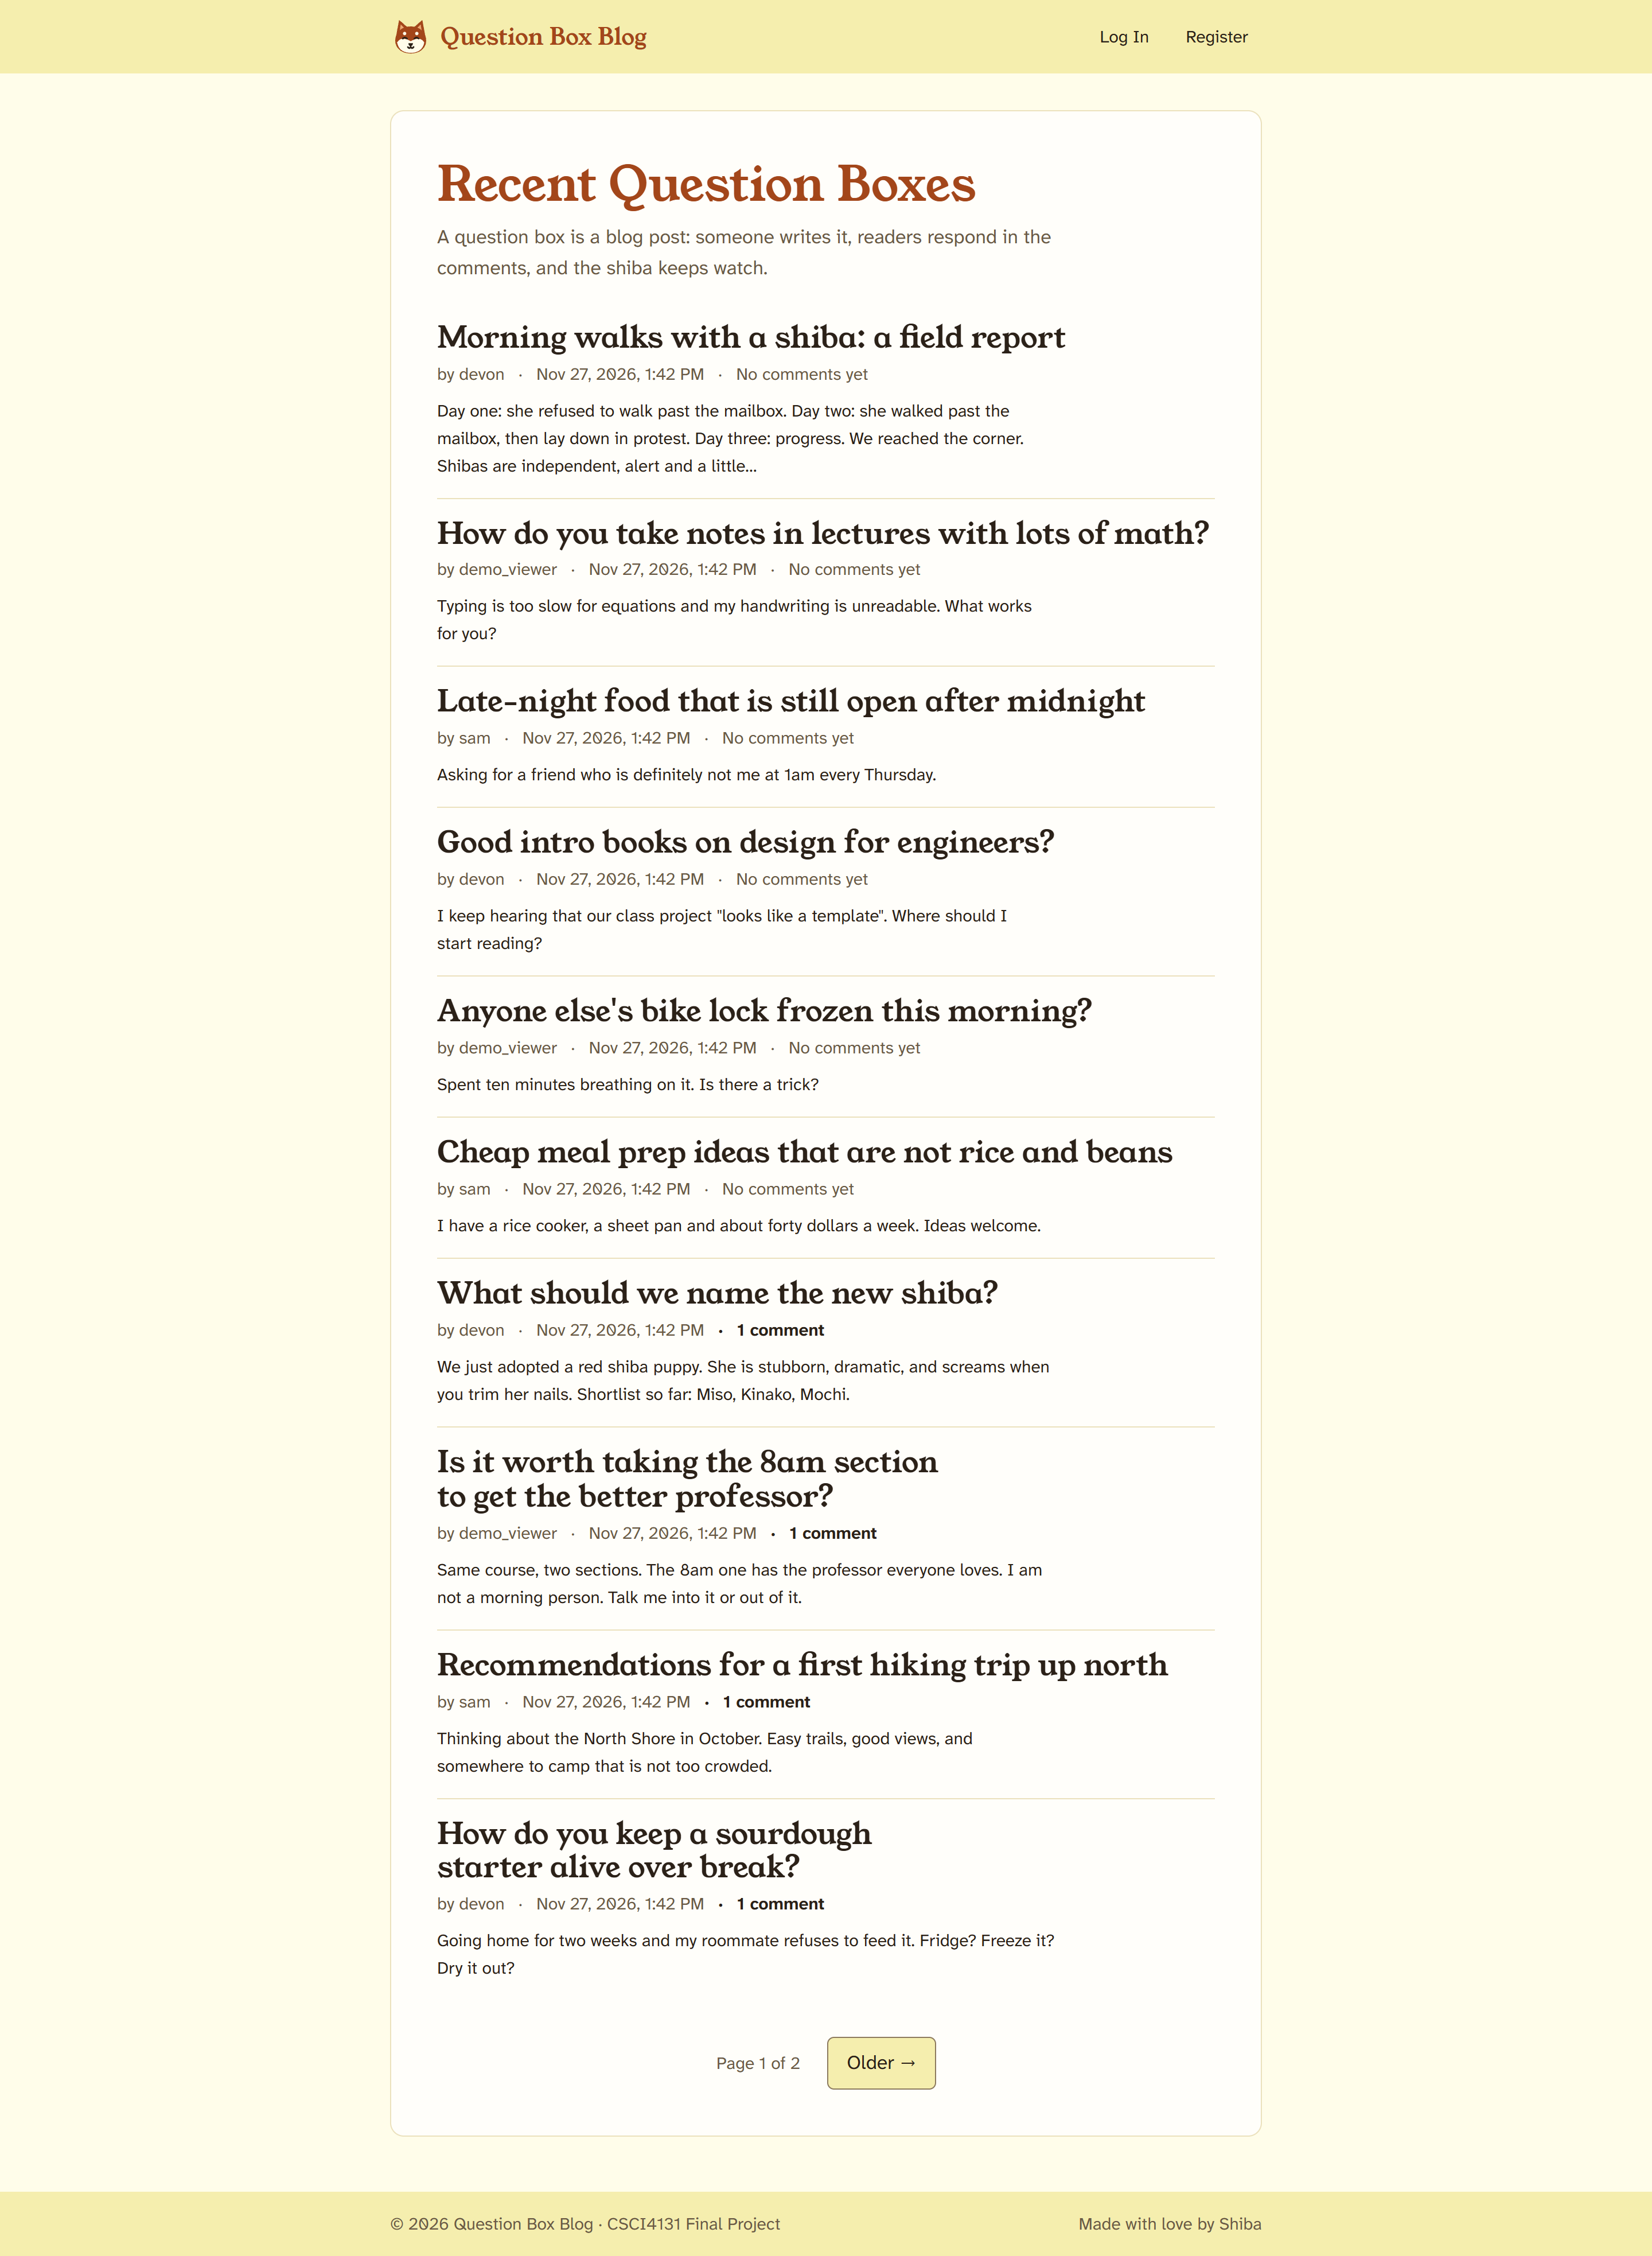 Question Box Blog
Log In
Register
Recent Question Boxes
A question box is a blog post: someone writes it, readers respond in the
comments, and the shiba keeps watch.
Morning walks with a shiba: a field report
by devon · Nov 27, 2026, 1:42 PM · No comments yet
Day one: she refused to walk past the mailbox. Day two: she walked past the
mailbox, then lay down in protest. Day three: progress. We reached the corner.
Shibas are independent, alert and a little...
How do you take notes in lectures with lots of math?
by demo_viewer · Nov 27, 2026, 1:42 PM · No comments yet
Typing is too slow for equations and my handwriting is unreadable. What works
for you?
Late-night food that is still open after midnight
by sam · Nov 27, 2026, 1:42 PM · No comments yet
Asking for a friend who is definitely not me at 1am every Thursday.
Good intro books on design for engineers?
by devon · Nov 27, 2026, 1:42 PM · No comments yet
I keep hearing that our class project "looks like a template". Where should I
start reading?
Anyone else's bike lock frozen this morning?
by demo_viewer · Nov 27, 2026, 1:42 PM · No comments yet
Spent ten minutes breathing on it. Is there a trick?
Cheap meal prep ideas that are not rice and beans
by sam · Nov 27, 2026, 1:42 PM · No comments yet
I have a rice cooker, a sheet pan and about forty dollars a week. Ideas welcome.
What should we name the new shiba?
by devon · Nov 27, 2026, 1:42 PM · 1 comment
We just adopted a red shiba puppy. She is stubborn, dramatic, and screams when
you trim her nails. Shortlist so far: Miso, Kinako, Mochi.
Is it worth taking the 8am section
to get the better professor?
by demo_viewer · Nov 27, 2026, 1:42 PM · 1 comment
Same course, two sections. The 8am one has the professor everyone loves. I am
not a morning person. Talk me into it or out of it.
Recommendations for a first hiking trip up north
by sam · Nov 27, 2026, 1:42 PM · 1 comment
Thinking about the North Shore in October. Easy trails, good views, and
somewhere to camp that is not too crowded.
How do you keep a sourdough
starter alive over break?
by devon · Nov 27, 2026, 1:42 PM · 1 comment
Going home for two weeks and my roommate refuses to feed it. Fridge? Freeze it?
Dry it out?
Page 1 of 2
Older →
© 2026 Question Box Blog · CSCI4131 Final Project
Made with love by Shiba